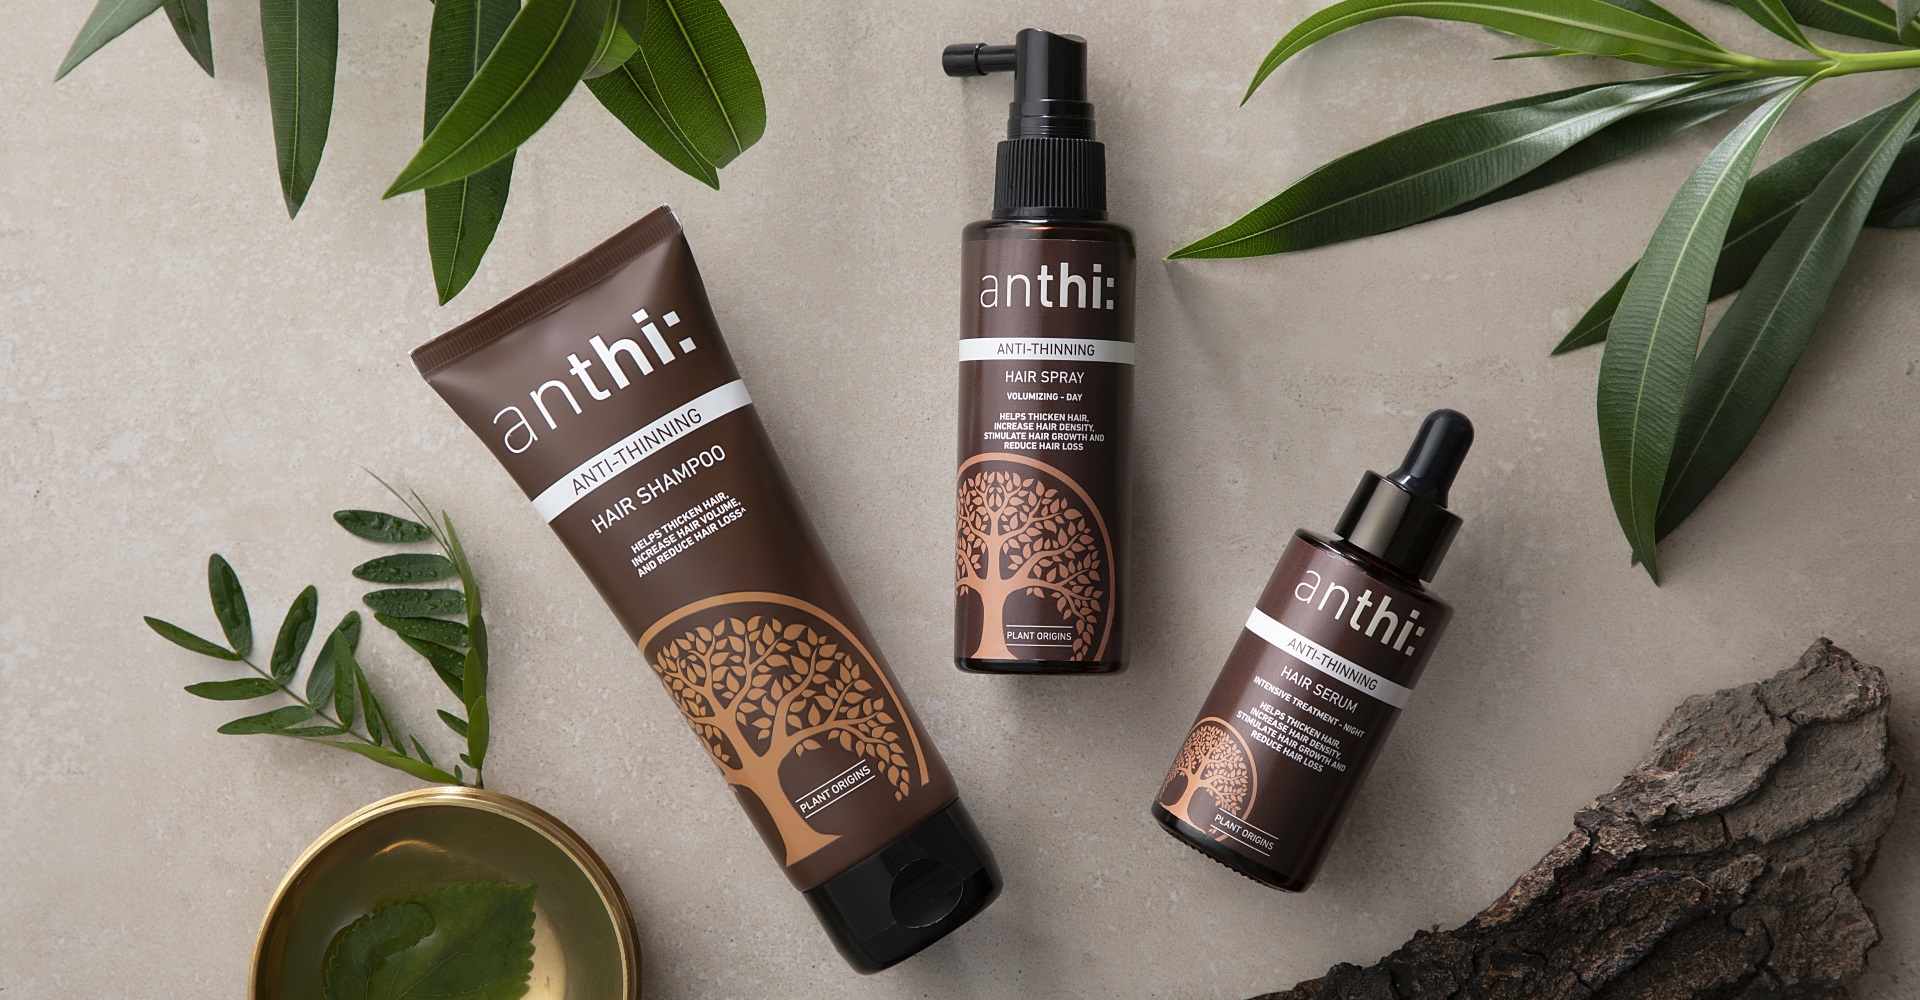 anthi:
ANTI-THINNING
HAIR SHAMPOO
HELPS THICKEN HAIR,
INCREASE HAIR VOLUME,
AND REDUCE HAIR LOSS^
PLANT ORIGINS
anthi:
ANTI-THINNING
HAIR SPRAY
VOLUMIZING - DAY
HELPS THICKEN HAIR,
INCREASE HAIR DENSITY,
STIMULATE HAIR GROWTH AND
REDUCE HAIR LOSS
PLANT ORIGINS
anthi:
ANTI-THINNING
HAIR SERUM
INTENSIVE TREATMENT - NIGHT
HELPS THICKEN HAIR,
INCREASE HAIR DENSITY,
STIMULATE HAIR GROWTH AND
REDUCE HAIR LOSS
PLANT ORIGINS